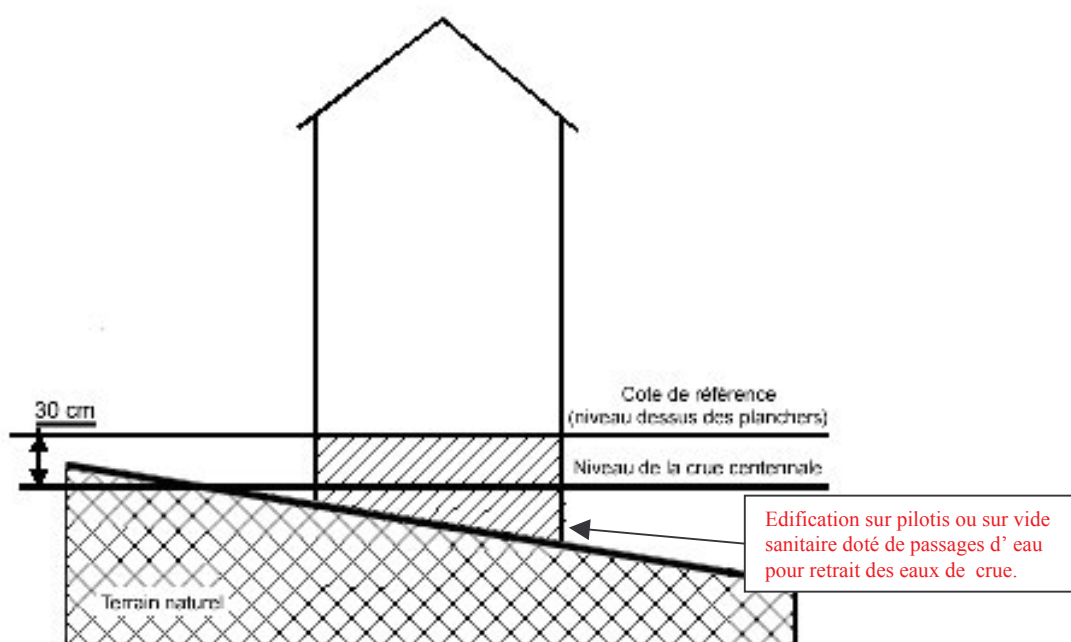 Cote de référence
(niveau dessus des planchers)
30 cm
Niveau de la crue centennale
Edification sur pilotis ou sur vide
sanitaire doté de passages d’ eau
pour retrait des eaux de crue.
Terrain naturel